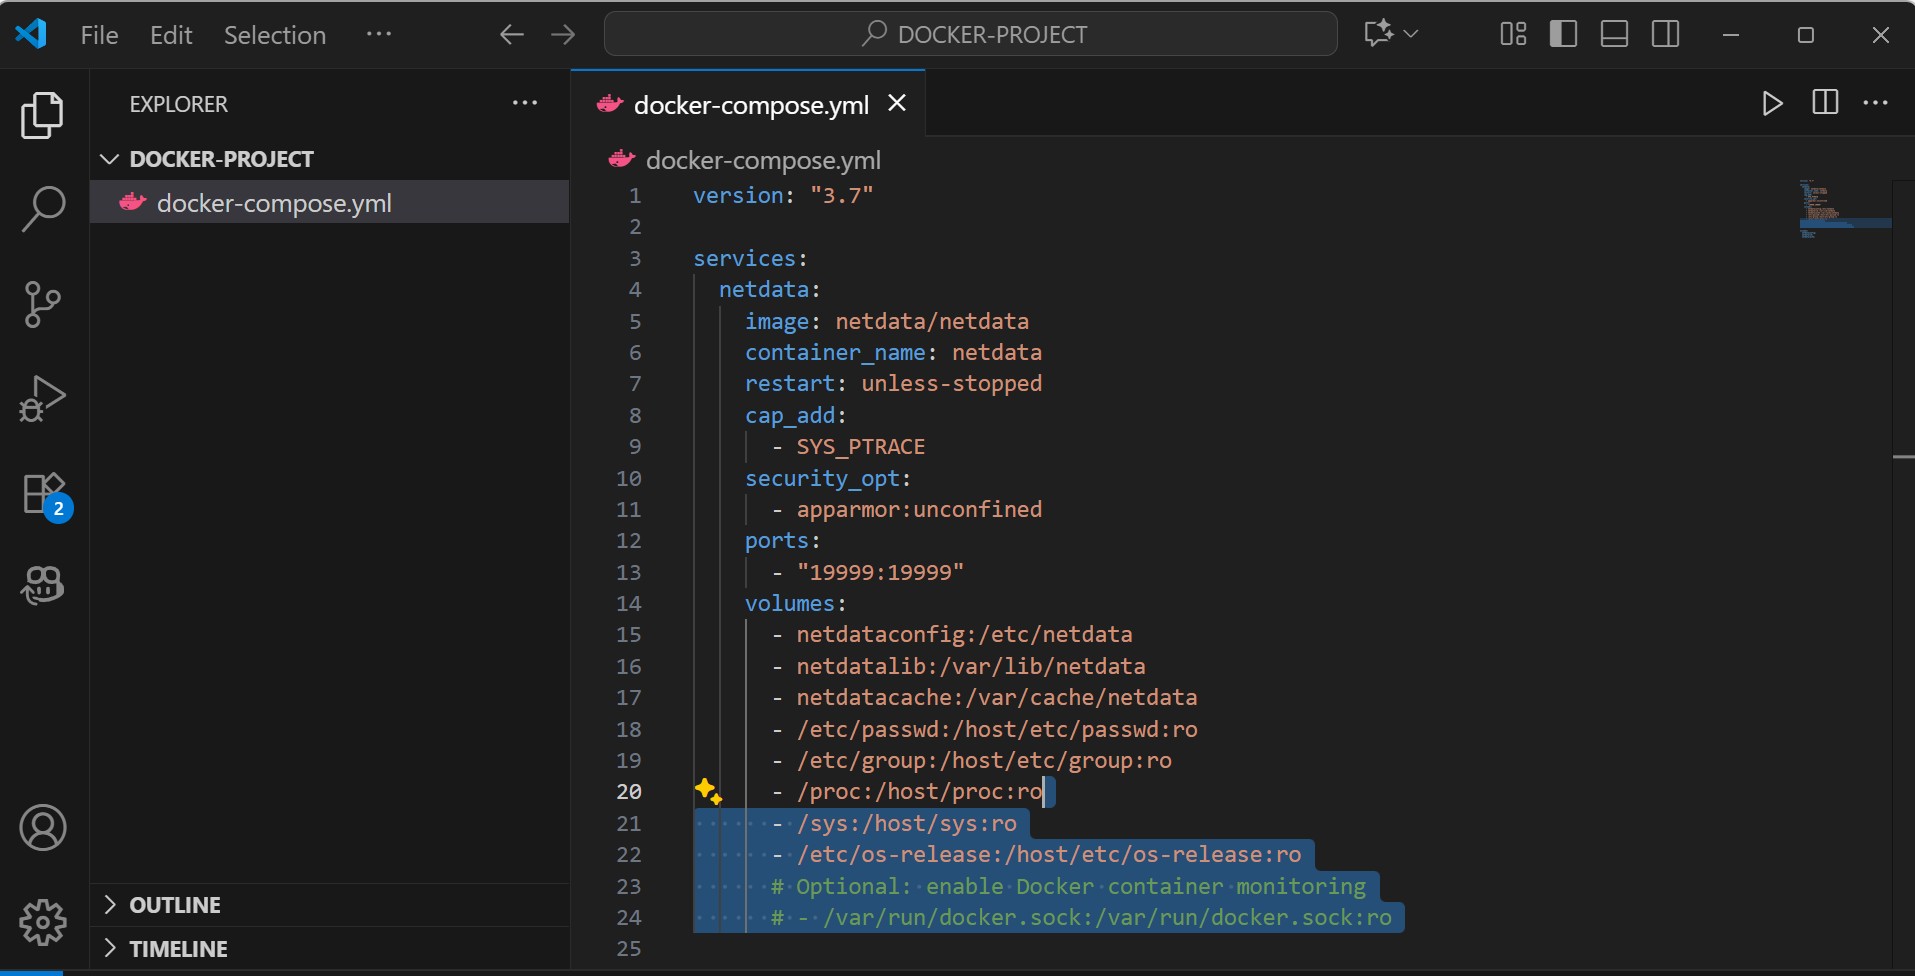 File Edit Selection ··· DOCKER-PROJECT
EXPLORER
DOCKER-PROJECT
docker-compose.yml
2
OUTLINE
TIMELINE
docker-compose.yml
docker-compose.yml
1 version: "3.7"
2
3 services:
4 netdata:
5 image: netdata/netdata
6 container_name: netdata
7 restart: unless-stopped
8 cap_add:
9 - SYS_PTRACE
10 security_opt:
11 - apparmor:unconfined
12 ports:
13 - "19999:19999"
14 volumes:
15 - netdataconfig:/etc/netdata
16 - netdatalib:/var/lib/netdata
17 - netdatacache:/var/cache/netdata
18 - /etc/passwd:/host/etc/passwd:ro
19 - /etc/group:/host/etc/group:ro
20 - /proc:/host/proc:ro
21 - /sys:/host/sys:ro
22 - /etc/os-release:/host/etc/os-release:ro
23 # Optional: enable Docker container monitoring
24 # - /var/run/docker.sock:/var/run/docker.sock:ro
25